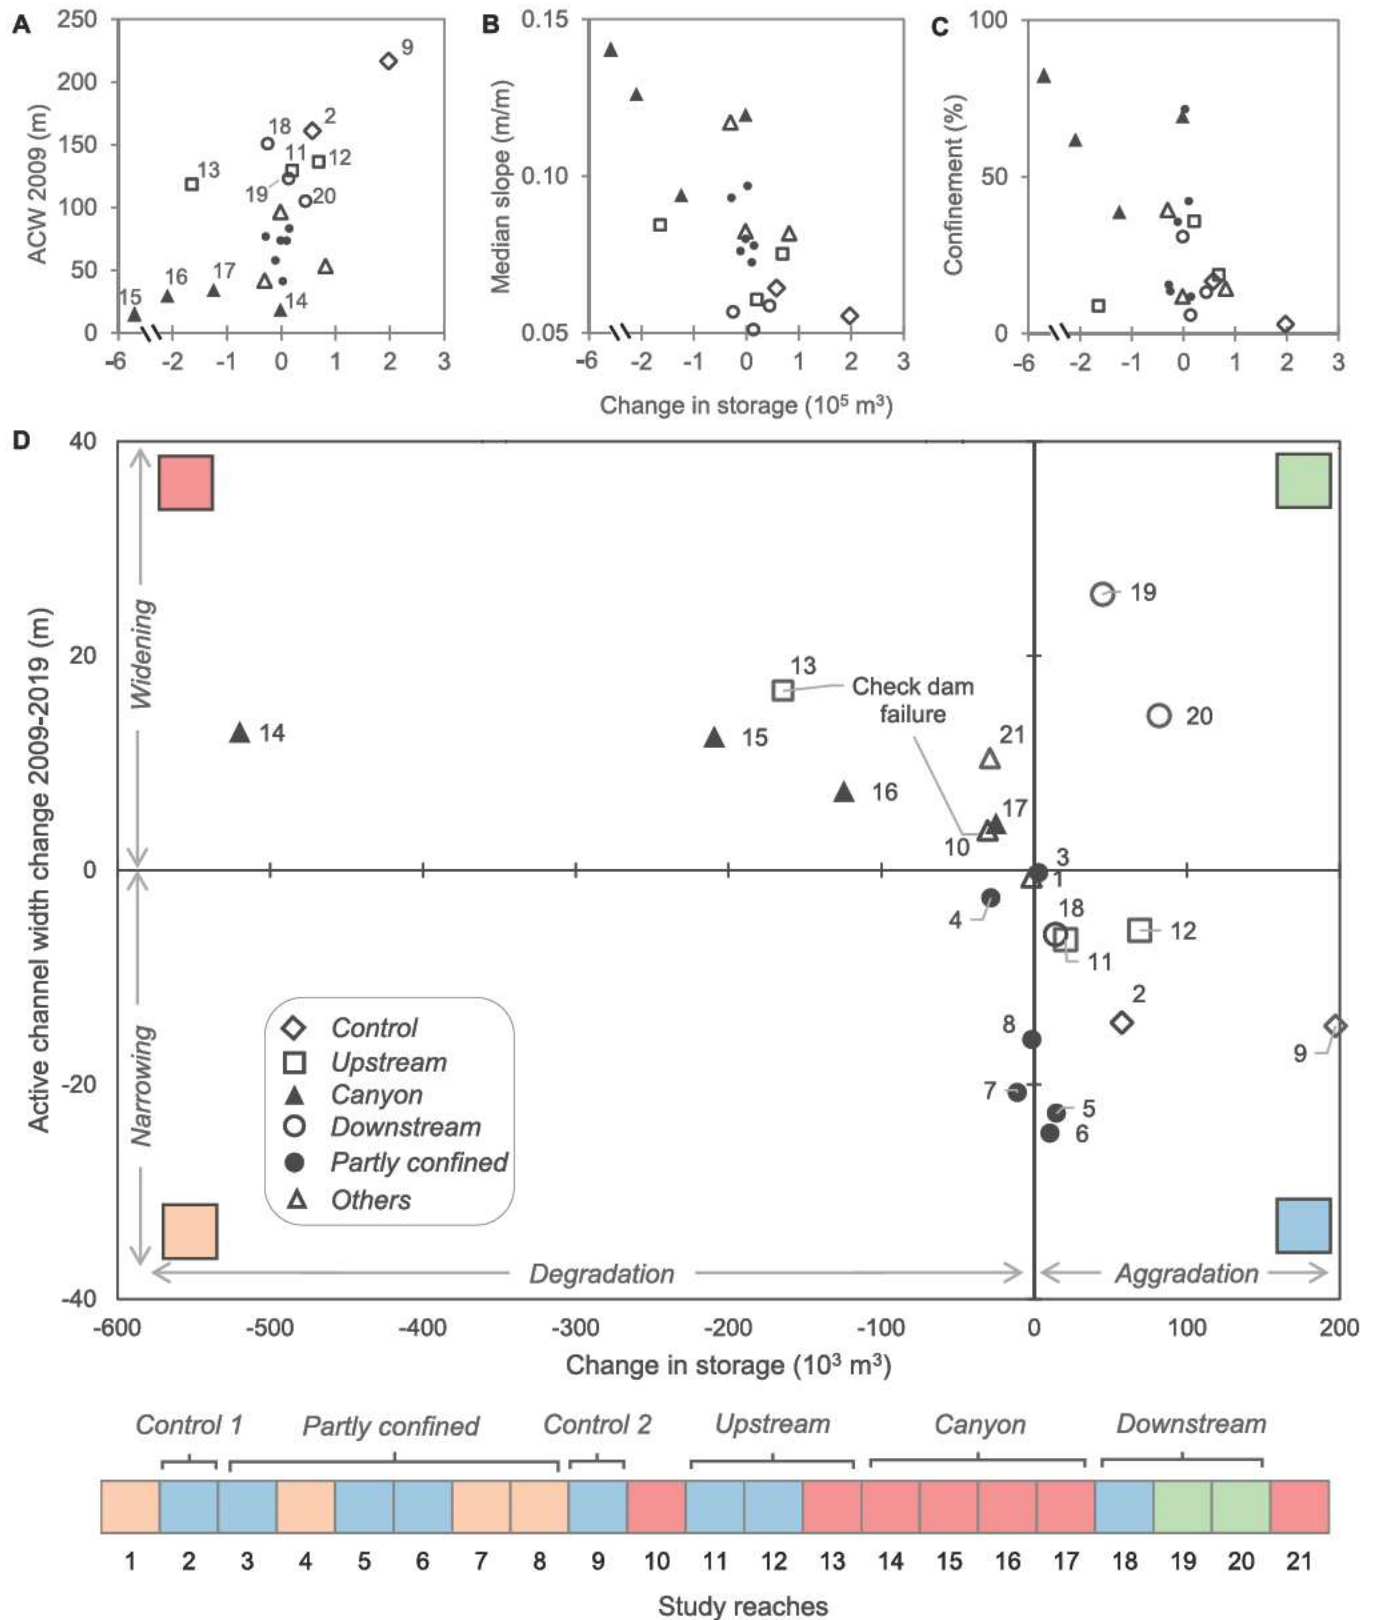 A
250
200
150
100
50
0
ACW 2009 (m)
9
2
18
11
12
13
19
20
17
16
15
14
-6
-2
-1
0
1
2
3
B
0.15
0.10
0.05
Median slope (m/m)
-6
-2
-1
0
1
2
3
Change in storage (10⁵ m³)
C
100
50
0
Confinement (%)
-6
-2
-1
0
1
2
3
D
40
20
0
-20
-40
Active channel width change 2009-2019 (m)
Widening
Narrowing
19
13
Check dam
failure
20
14
15
21
16
17
10
3
1
4
18
12
11
2
8
9
7
5
6
Control
Upstream
Canyon
Downstream
Partly confined
Others
Degradation
Aggradation
-600
-500
-400
-300
-200
-100
0
100
200
Change in storage (10³ m³)
Control 1
Partly confined
Control 2
Upstream
Canyon
Downstream
1 2 3 4 5 6 7 8 9 10 11 12 13 14 15 16 17 18 19 20 21
Study reaches